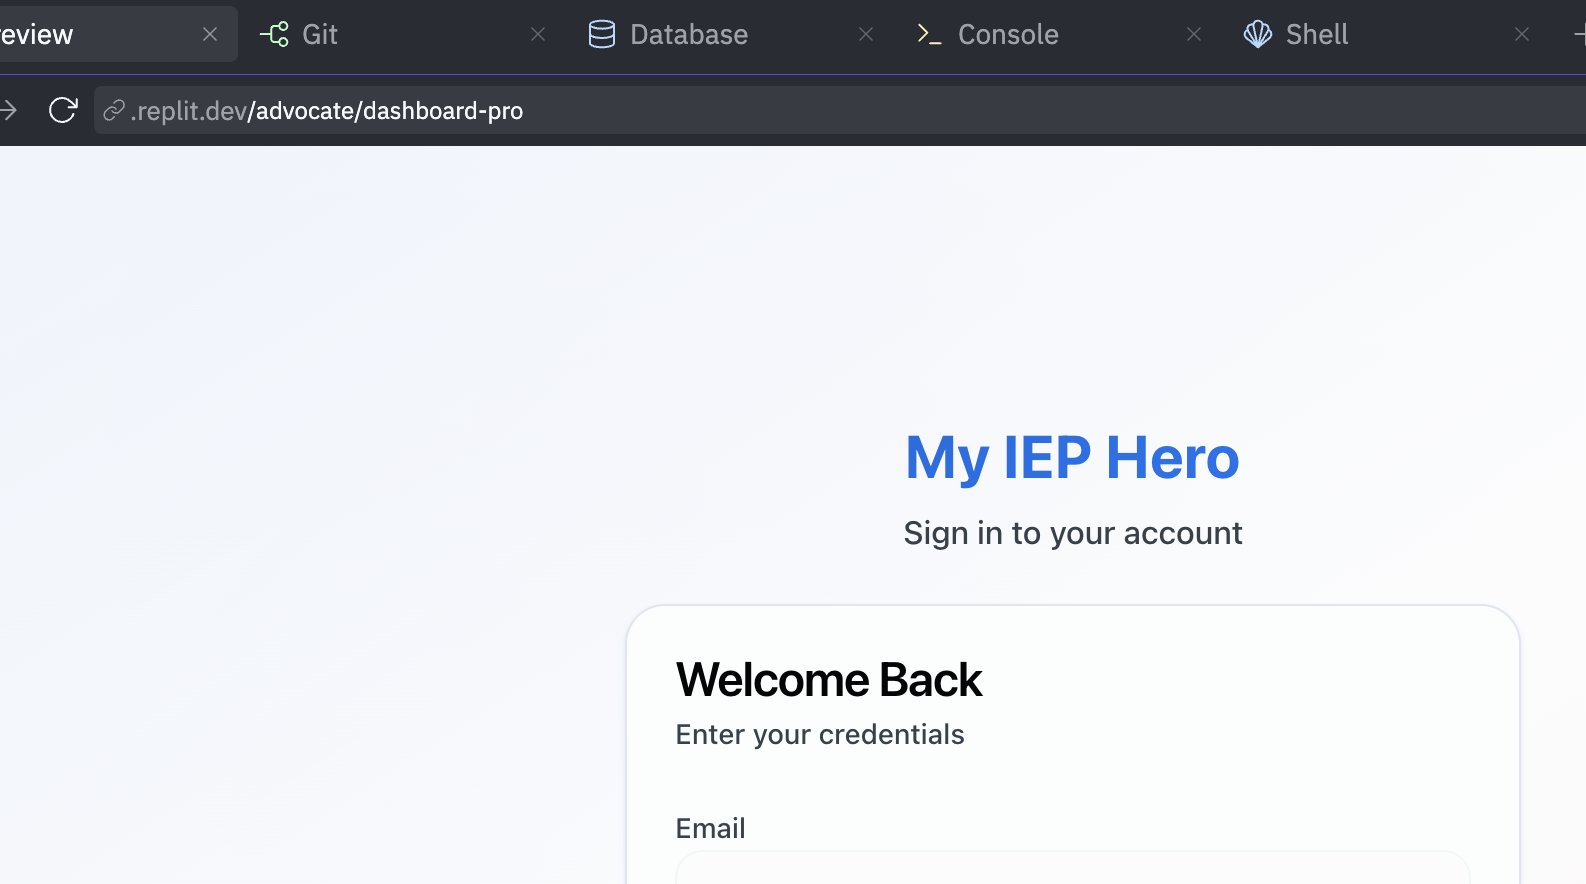 eview
Git
Database
Console
Shell
.replit.dev/advocate/dashboard-pro
My IEP Hero
Sign in to your account
Welcome Back
Enter your credentials
Email